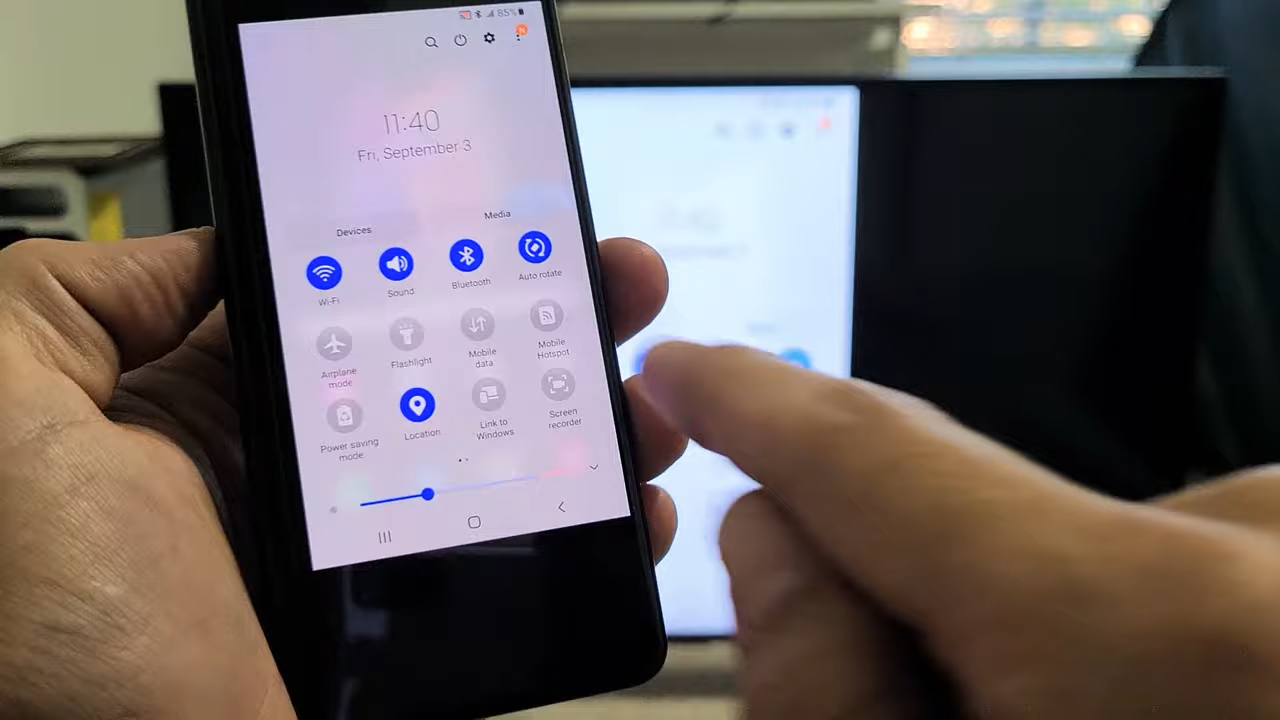 85%
N
11:40
Fri, September 3
Devices
Media
Wi-Fi
Sound
Bluetooth
Auto rotate
Airplane
mode
Flashlight
Mobile
data
Mobile
Hotspot
Power saving
mode
Location
Link to
Windows
Screen
recorder